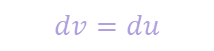 dv = du